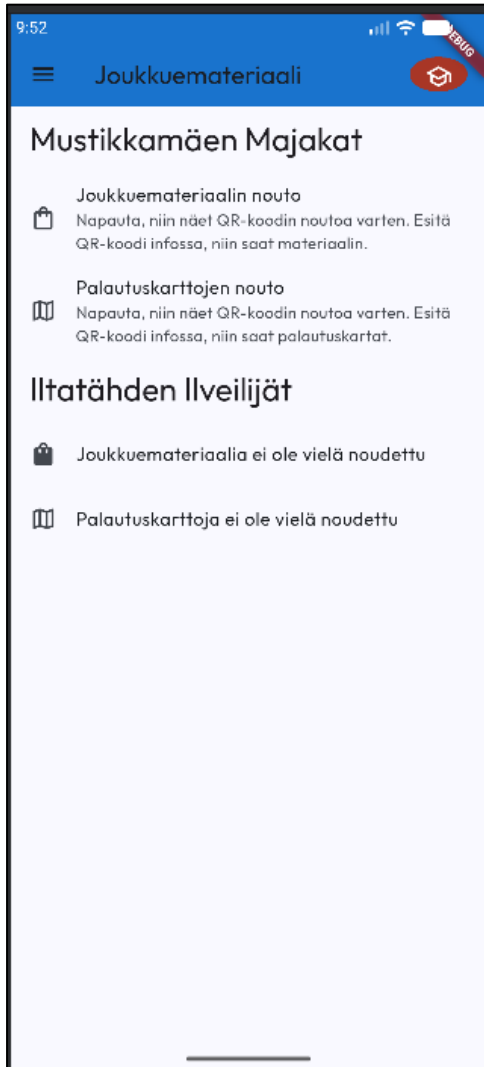 9:52
DEBUG
Joukkuemateriaali
Mustikkamäen Majakat
Joukkuemateriaalin nouto
Napauta, niin näet QR-koodin noutoa varten. Esitä
QR-koodi infossa, niin saat materiaalin.
Palautuskarttojen nouto
Napauta, niin näet QR-koodin noutoa varten. Esitä
QR-koodi infossa, niin saat palautuskartat.
Iltatähden Ilveilijät
Joukkuemateriaalia ei ole vielä noudettu
Palautuskarttoja ei ole vielä noudettu